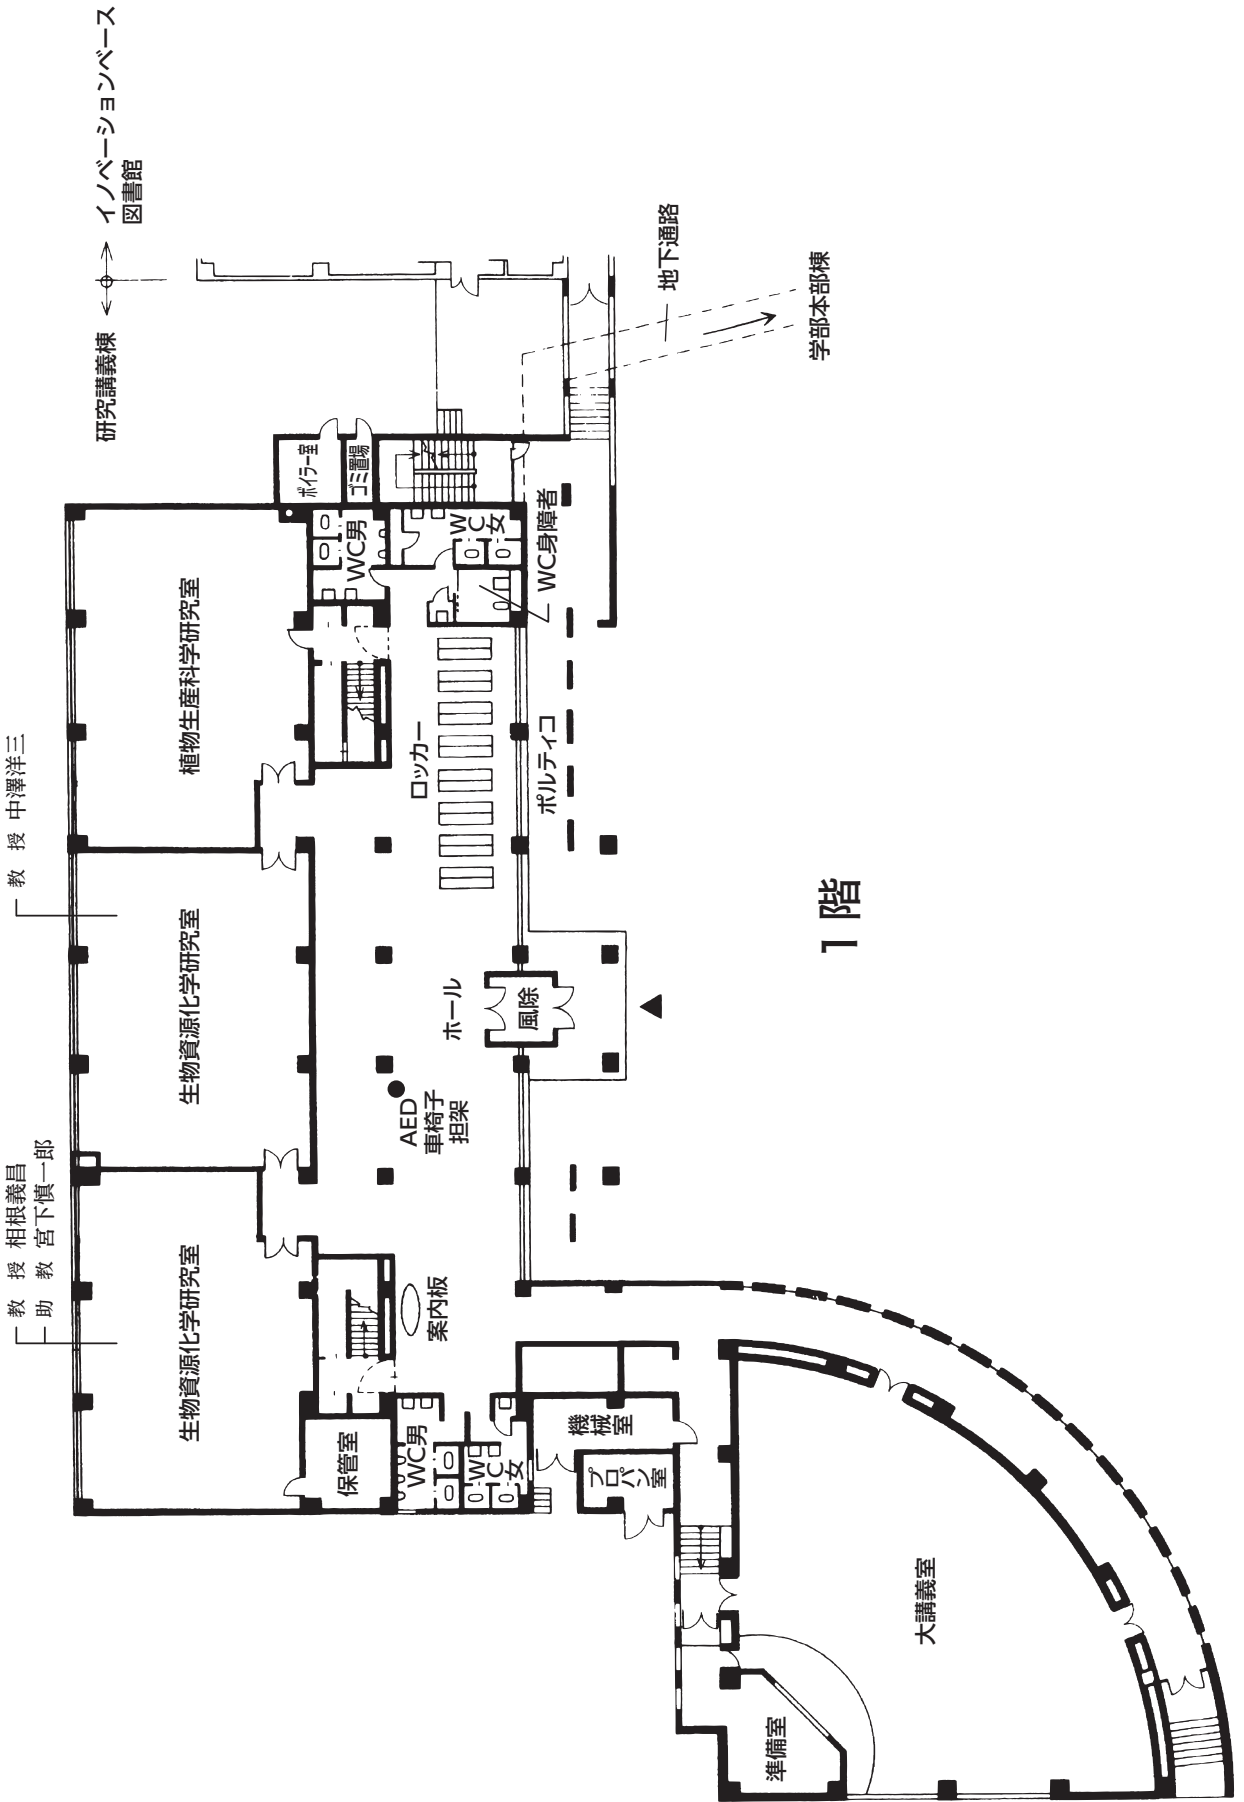 教　授 相根義昌
助　教 宮下慎一郎
教　授 中澤洋三
研究講義棟
イノベーションベース
図書館
生物資源化学研究室
生物資源化学研究室
植物生産科学研究室
ボイラー室
ゴミ置場
保管室
WC男
WC女
案内板
AED
車椅子
担架
ホール
風除
ロッカー
ポルティコ
WC男
WC女
WC身障者
地下通路
学部本部棟
機械室
プロパン室
準備室
大講義室
1階